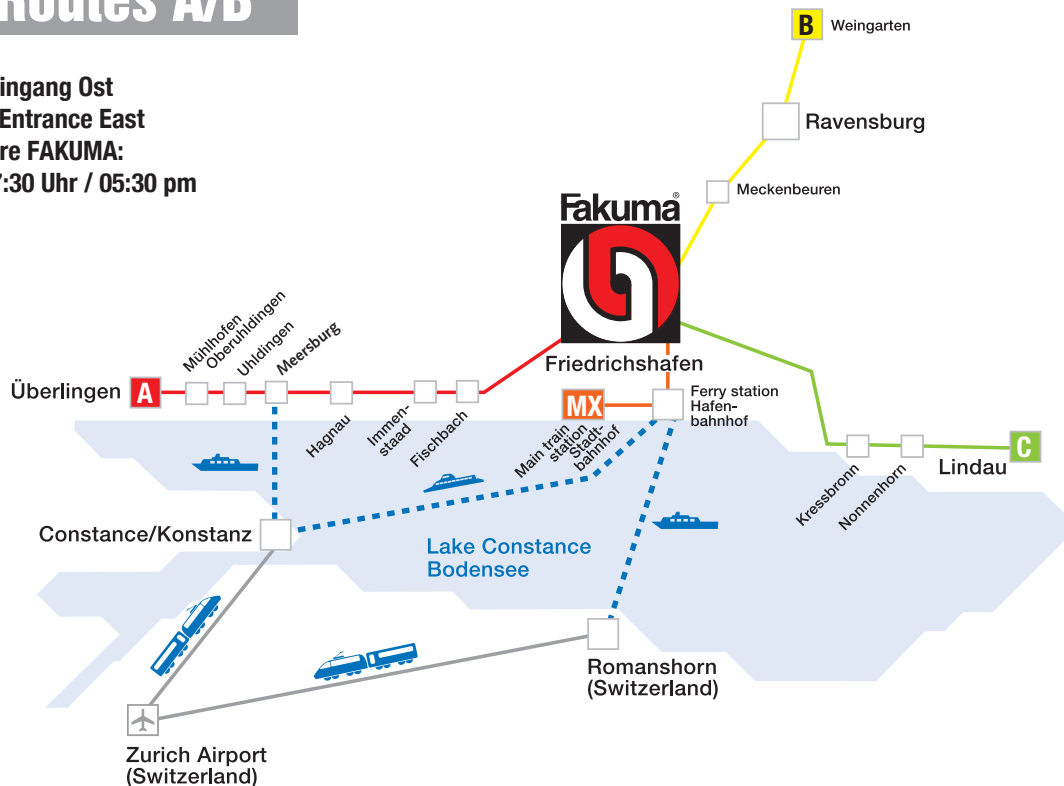 Routes A/B
ingang Ost
Entrance East
re FAKUMA:
7:30 Uhr / 05:30 pm
B Weingarten
Ravensburg
Meckenbeuren
Fakuma®
Friedrichshafen
Überlingen A
Mühlhofen
Oberuhldingen
Uhldingen
Meersburg
Hagnau
Immen-
staad
Fischbach
MX
Main train
station
Stadt-
bahnhof
Ferry station
Hafen-
bahnhof
Kressbronn
Nonnenhorn
Lindau
C
Constance/Konstanz
Lake Constance
Bodensee
Romanshorn
(Switzerland)
Zurich Airport
(Switzerland)